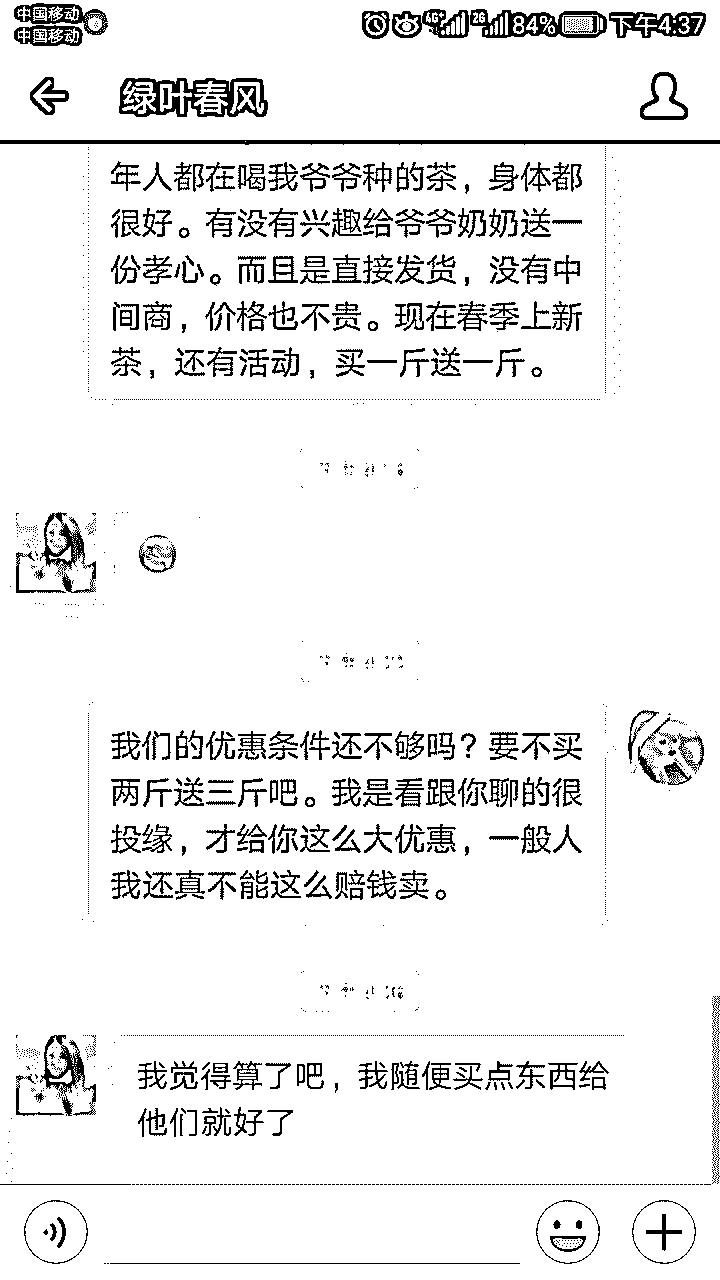 中国移动
中国移动
4G 2G 84% 下午4:37
绿叶春风
年人都在喝我爷爷种的茶，身体都
很好。有没有兴趣给爷爷奶奶送一
份孝心。而且是直接发货，没有中
间商，价格也不贵。现在春季上新
茶，还有活动，买一斤送一斤。
我们的优惠条件还不够吗？要不买
两斤送三斤吧。我是看跟你聊的很
投缘，才给你这么大优惠，一般人
我还真不能这么赔钱卖。
我觉得算了吧，我随便买点东西给
他们就好了